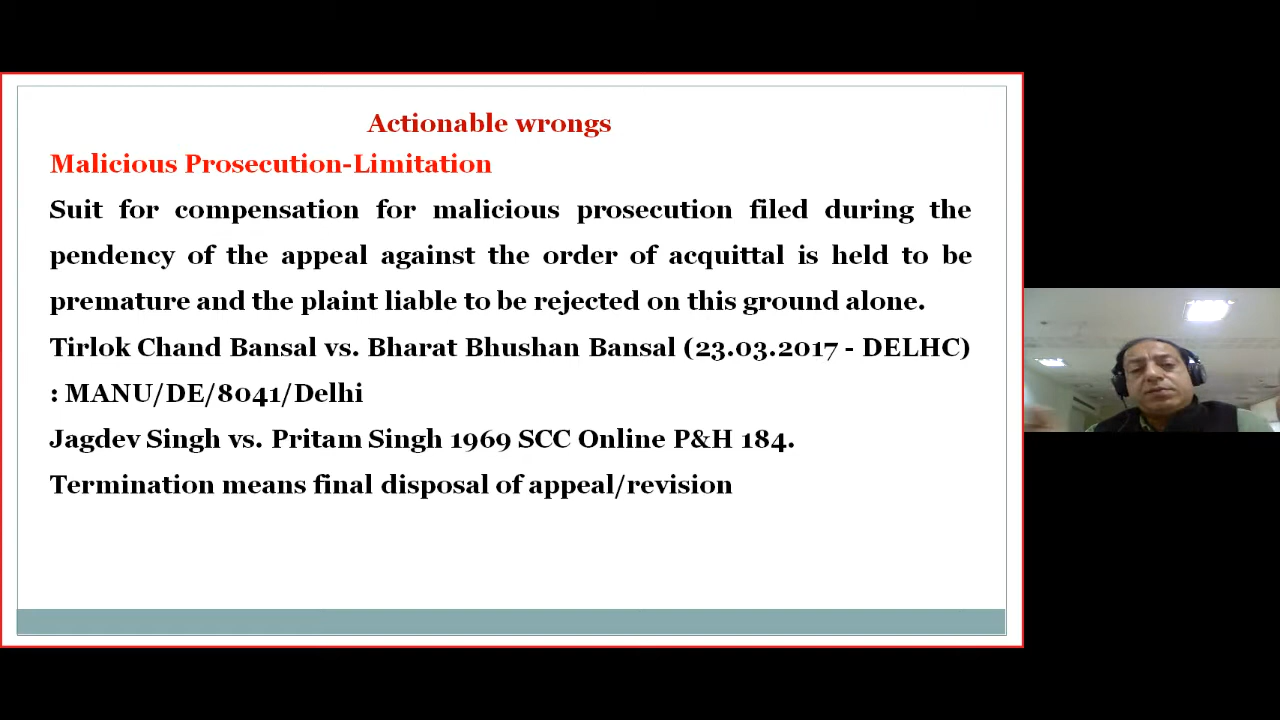 Actionable wrongs
Malicious Prosecution-Limitation
Suit for compensation for malicious prosecution filed during the
pendency of the appeal against the order of acquittal is held to be
premature and the plaint liable to be rejected on this ground alone.
Tirlok Chand Bansal vs. Bharat Bhushan Bansal (23.03.2017 - DELHC)
: MANU/DE/8041/Delhi
Jagdev Singh vs. Pritam Singh 1969 SCC Online P&H 184.
Termination means final disposal of appeal/revision